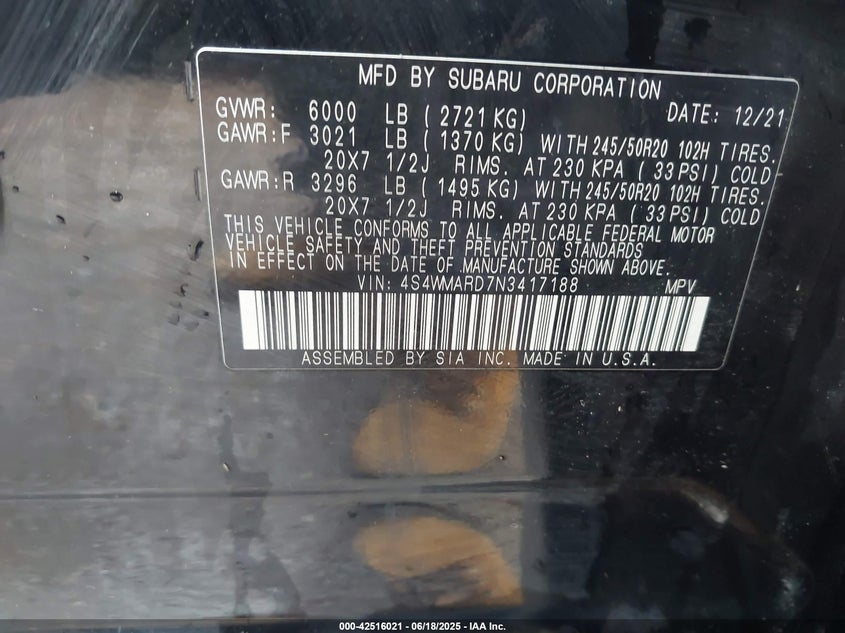 MFD BY SUBARU CORPORATION
GVWR: 6000 LB ( 2721 KG) DATE: 12/21
GAWR:F 3021 LB ( 1370 KG) WITH 245/50R20 102H TIRES.
20X7 1/2J RIMS. AT 230 KPA ( 33 PSI) COLD
GAWR:R 3296 LB ( 1495 KG) WITH 245/50R20 102H TIRES.
20X7 1/2J RIMS. AT 230 KPA ( 33 PSI) COLD
THIS VEHICLE CONFORMS TO ALL APPLICABLE FEDERAL MOTOR
VEHICLE SAFETY AND THEFT PREVENTION STANDARDS
IN EFFECT ON THE DATE OF MANUFACTURE SHOWN ABOVE.
VIN: 4S4WMARD7N3417188 MPV
ASSEMBLED BY SIA INC. MADE IN U.S.A.
000-42516021 - 06/18/2025 - IAA Inc.